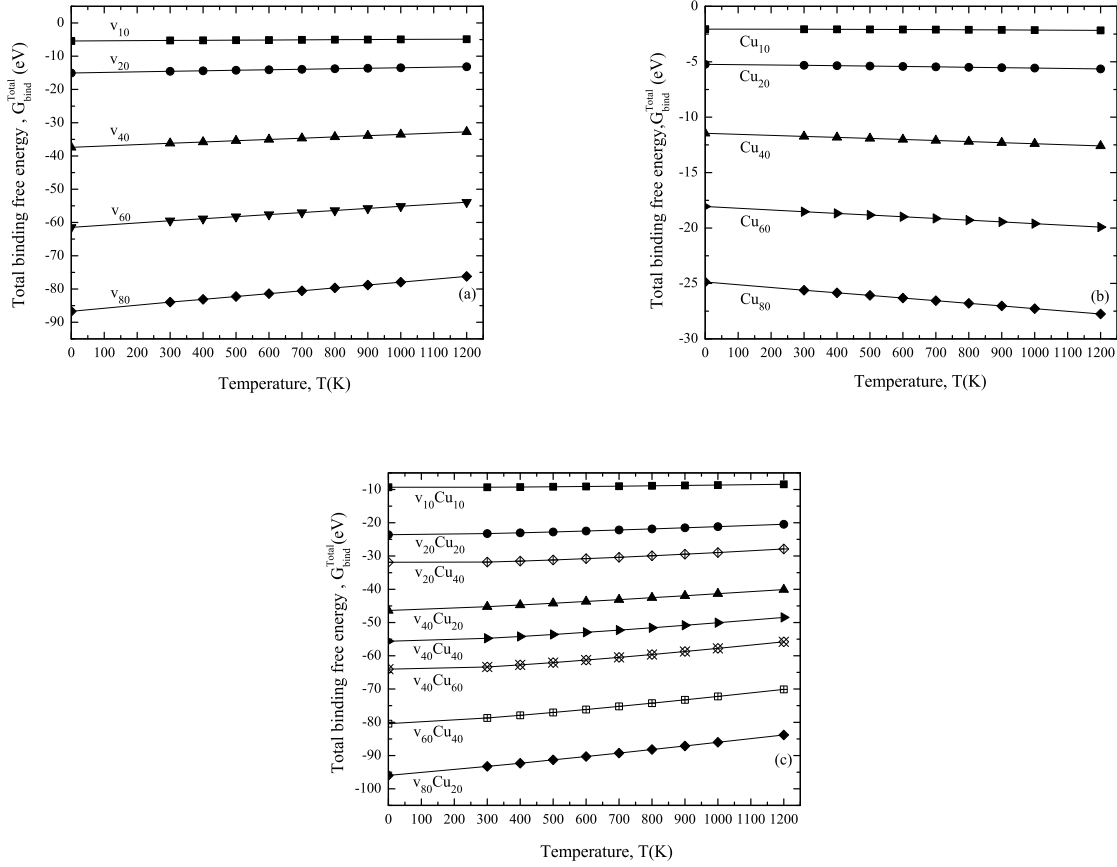 Total binding free energy , G_bind^Total (eV)
0
-10
-20
-30
-40
-50
-60
-70
-80
-90
v10
v20
v40
v60
v80
(a)
0 100 200 300 400 500 600 700 800 900 1000 1100 1200
Temperature, T(K)
Total binding free energy,G_bind^Total (eV)
0
-5
-10
-15
-20
-25
-30
Cu10
Cu20
Cu40
Cu60
Cu80
(b)
0 100 200 300 400 500 600 700 800 900 1000 1100 1200
Temperature, T(K)
Total binding free energy , G_bind^Total (eV)
-10
-20
-30
-40
-50
-60
-70
-80
-90
-100
v10Cu10
v20Cu20
v20Cu40
v40Cu20
v40Cu40
v40Cu60
v60Cu40
v80Cu20
(c)
0 100 200 300 400 500 600 700 800 900 1000 1100 1200
Temperature, T(K)